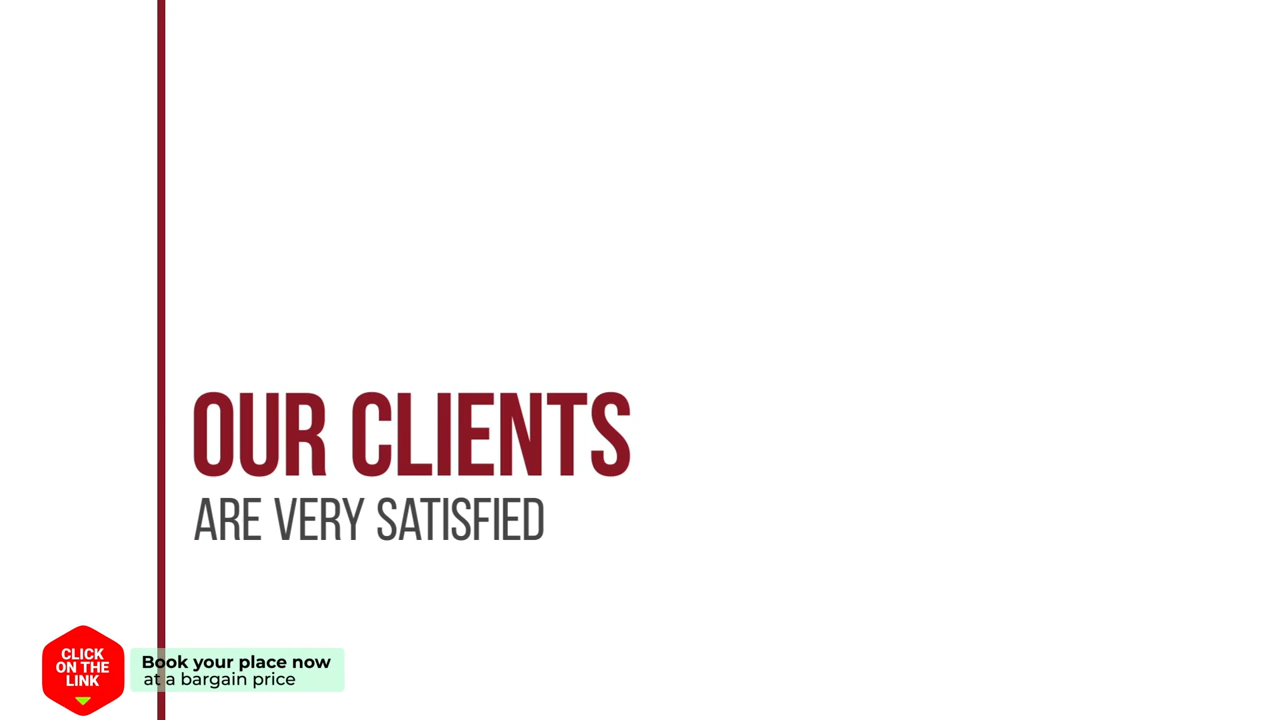 OUR CLIENTS
ARE VERY SATISFIED
CLICK
ON THE
LINK
Book your place now
at a bargain price